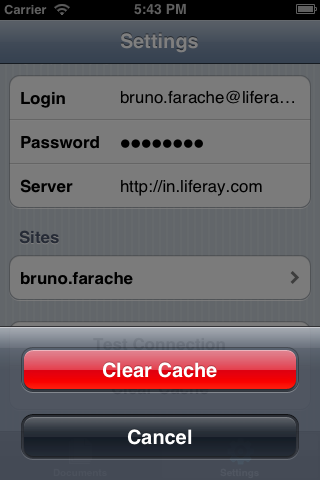 Carrier 5:43 PM
Settings
Login bruno.farache@lifera...
Password ●●●●●●●●
Server http://in.liferay.com
Sites
bruno.farache
Test Connection
Clear Cache
Cancel
Documents Settings